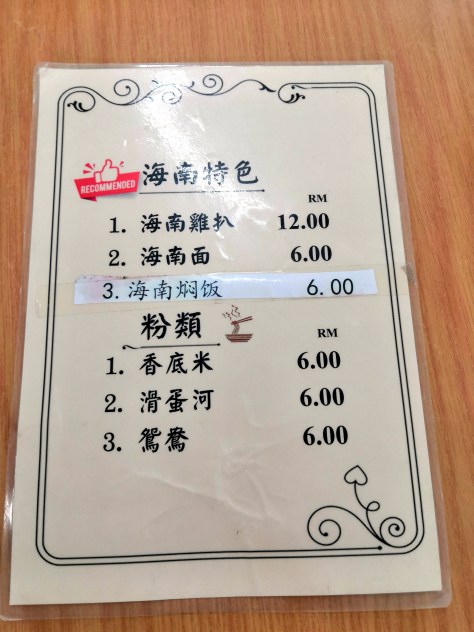 RECOMMENDED
海南特色
RM
1. 海南雞扒 12.00
2. 海南面 6.00
3. 海南焖饭 6.00
粉類
RM
1. 香底米 6.00
2. 滑蛋河 6.00
3. 鴛鴦 6.00